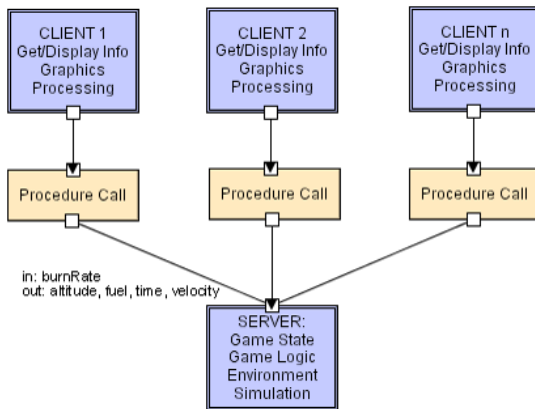 CLIENT 1
Get/Display Info
Graphics
Processing
CLIENT 2
Get/Display Info
Graphics
Processing
CLIENT n
Get/Display Info
Graphics
Processing
Procedure Call
Procedure Call
Procedure Call
in: burnRate
out: altitude, fuel, time, velocity
SERVER:
Game State
Game Logic
Environment
Simulation